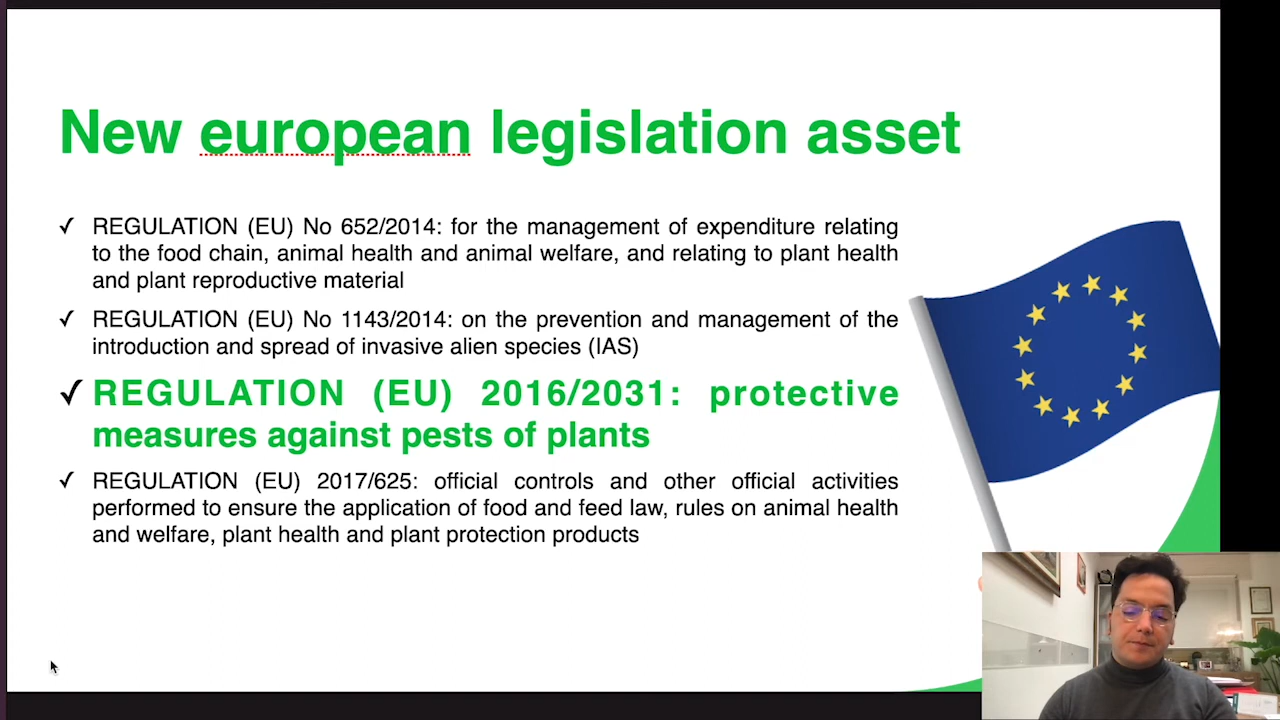 New european legislation asset
✓ REGULATION (EU) No 652/2014: for the management of expenditure relating
to the food chain, animal health and animal welfare, and relating to plant health
and plant reproductive material
✓ REGULATION (EU) No 1143/2014: on the prevention and management of the
introduction and spread of invasive alien species (IAS)
✓ REGULATION (EU) 2016/2031: protective
measures against pests of plants
✓ REGULATION (EU) 2017/625: official controls and other official activities
performed to ensure the application of food and feed law, rules on animal health
and welfare, plant health and plant protection products